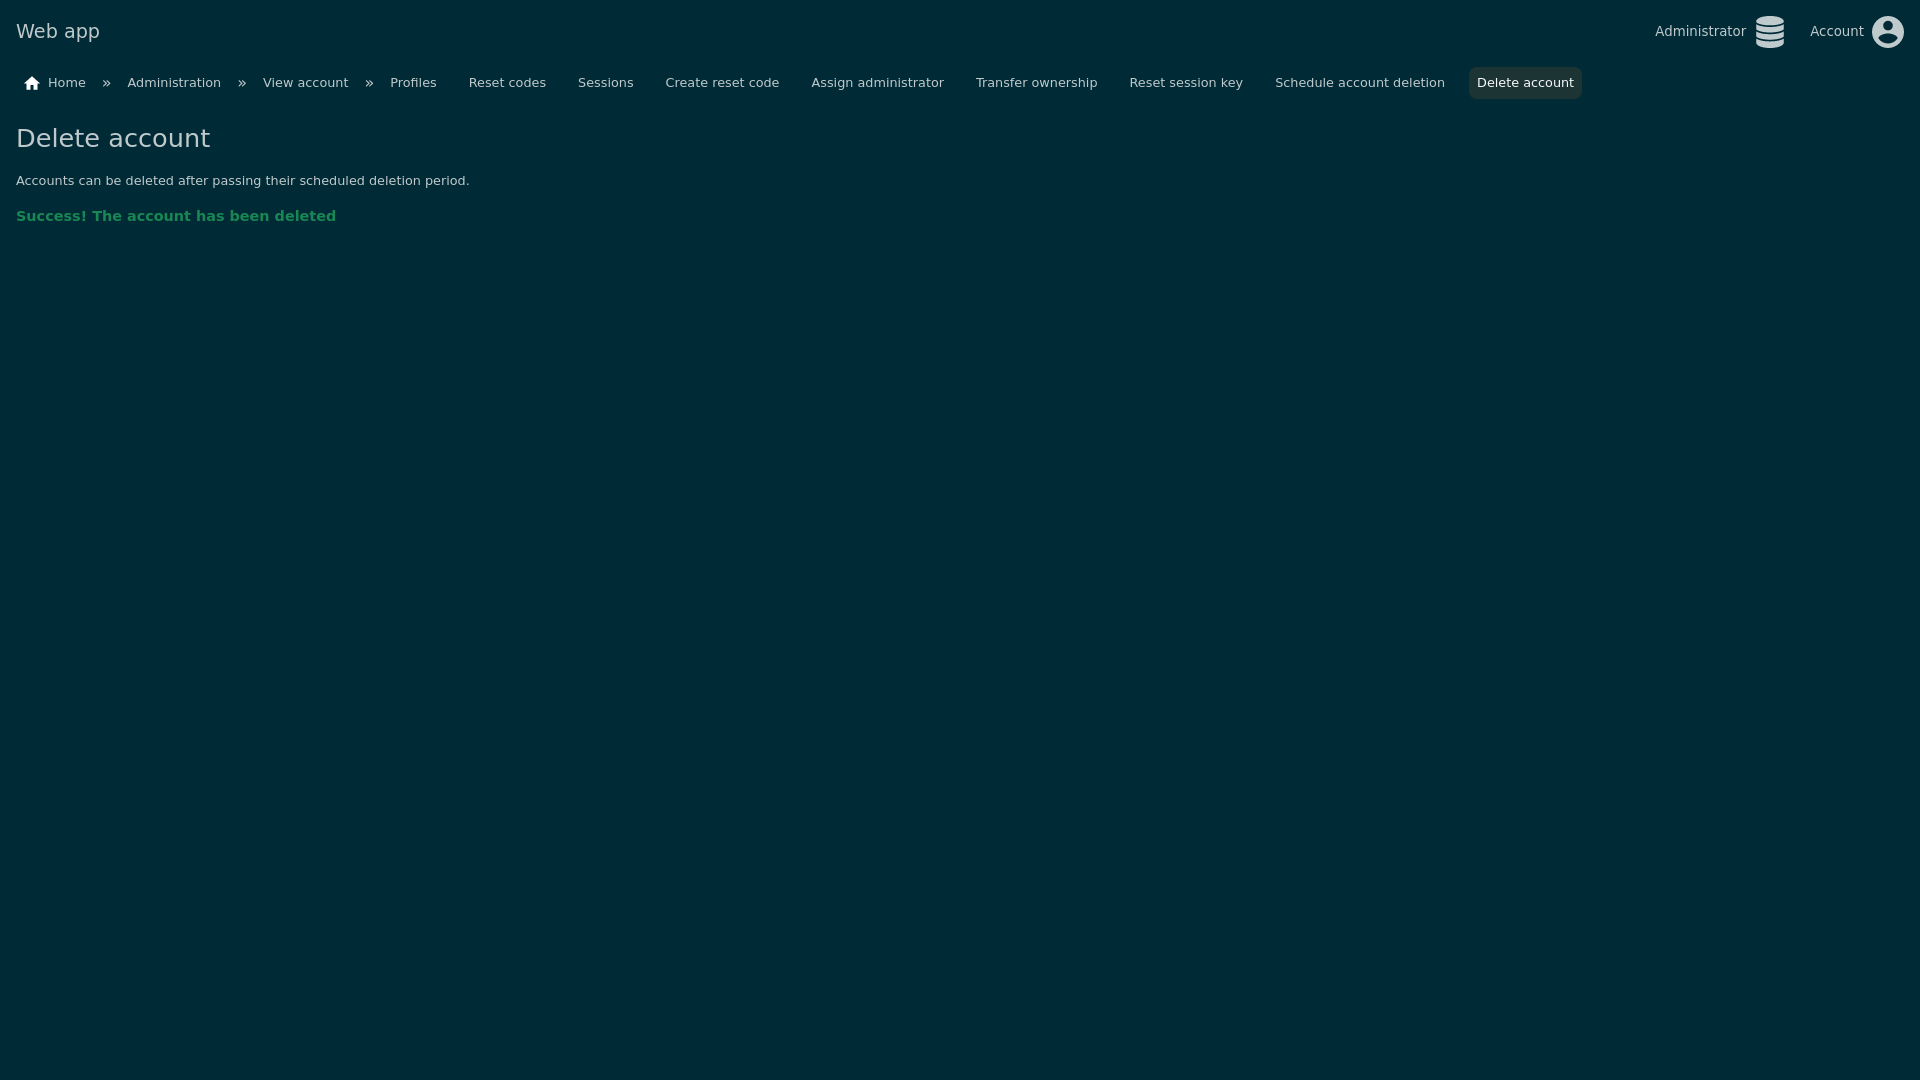 Web app
Administrator
Account
Home » Administration » View account » Profiles Reset codes Sessions Create reset code Assign administrator Transfer ownership Reset session key Schedule account deletion Delete account
Delete account
Accounts can be deleted after passing their scheduled deletion period.
Success! The account has been deleted